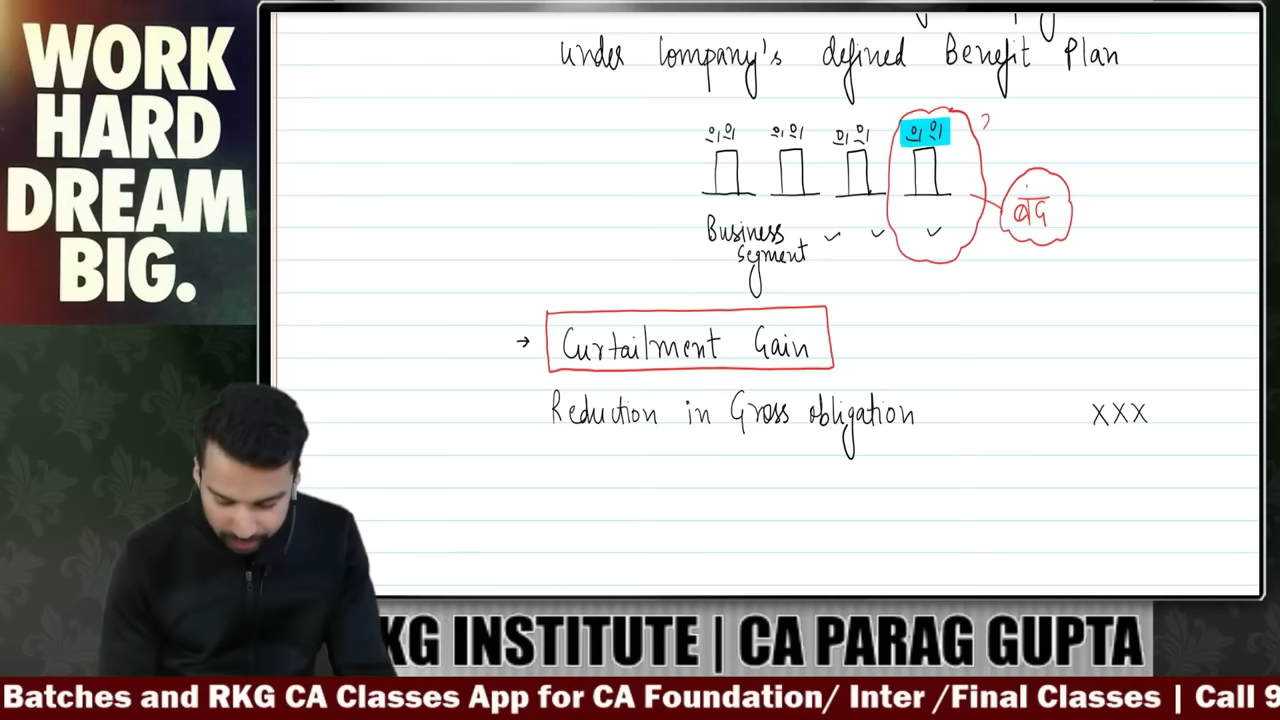 WORK
HARD
DREAM
BIG.
under Company's defined Benefit Plan
Business
segment
→ Curtailment Gain
Reduction in Gross obligation XXX
KG INSTITUTE | CA PARAG GUPTA
Batches and RKG CA Classes App for CA Foundation/ Inter /Final Classes | Call 9